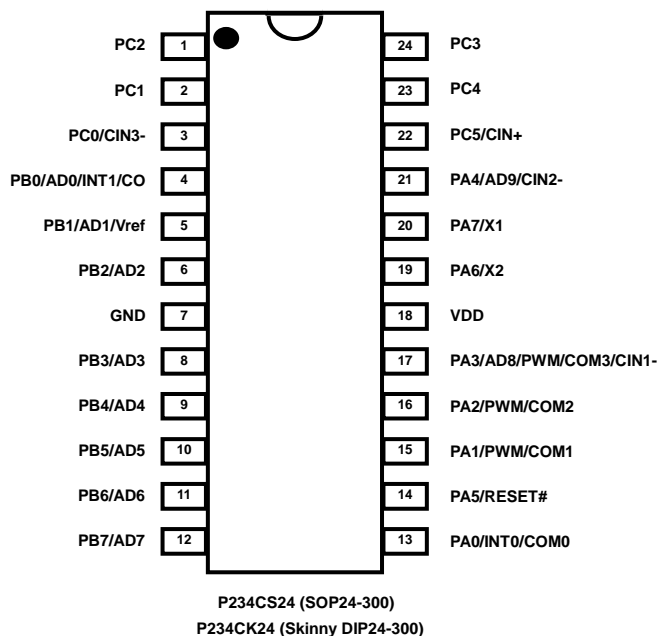 PC2 1 24 PC3
PC1 2 23 PC4
PC0/CIN3- 3 22 PC5/CIN+
PB0/AD0/INT1/CO 4 21 PA4/AD9/CIN2-
PB1/AD1/Vref 5 20 PA7/X1
PB2/AD2 6 19 PA6/X2
GND 7 18 VDD
PB3/AD3 8 17 PA3/AD8/PWM/COM3/CIN1-
PB4/AD4 9 16 PA2/PWM/COM2
PB5/AD5 10 15 PA1/PWM/COM1
PB6/AD6 11 14 PA5/RESET#
PB7/AD7 12 13 PA0/INT0/COM0
P234CS24 (SOP24-300)
P234CK24 (Skinny DIP24-300)